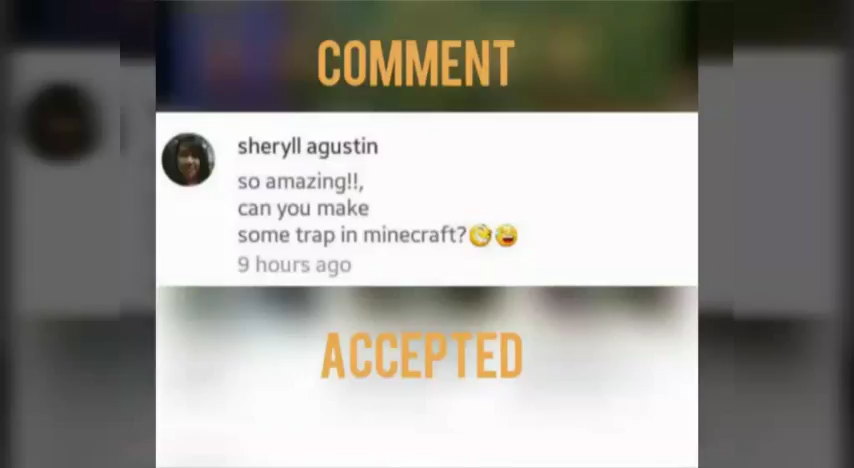 COMMENT
sheryll agustin
so amazing!!,
can you make
some trap in minecraft?🤣😄
9 hours ago
ACCEPTED